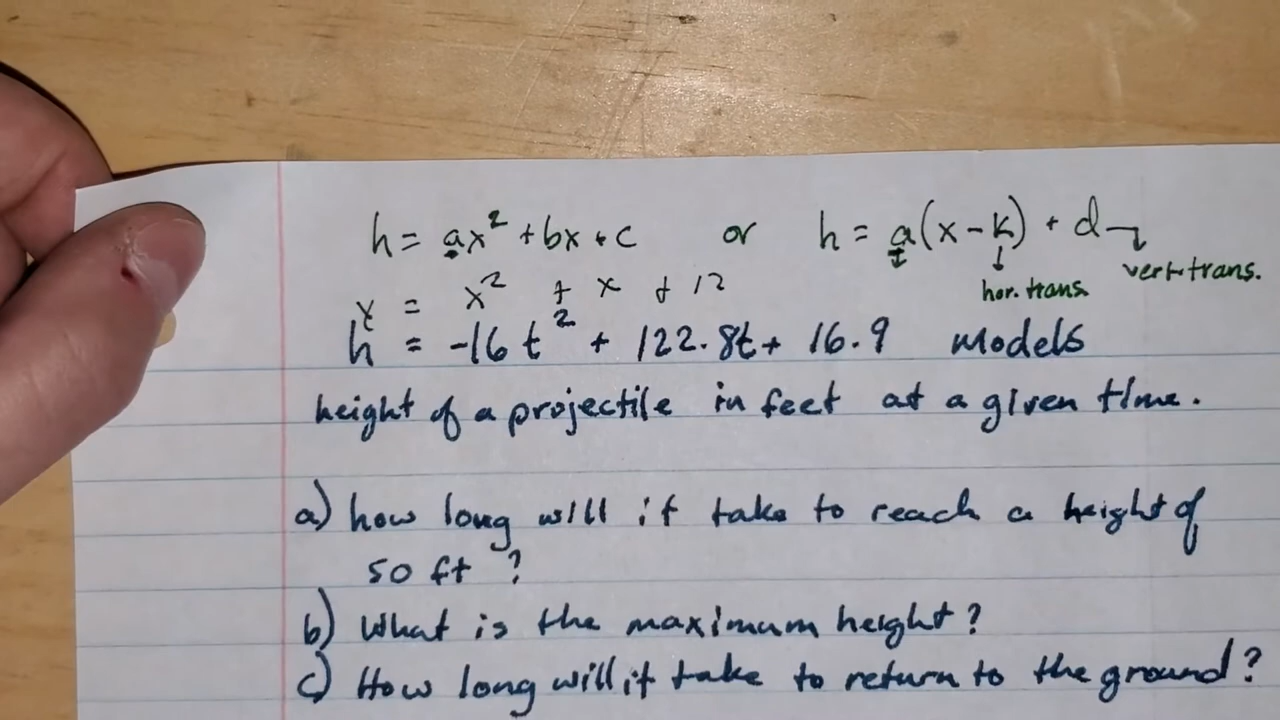 h = ax² + bx + c or h = a(x-k) + d
hor. trans. vert. trans.
y = x² + x + 12
h = -16t² + 122.8t + 16.9 models
height of a projectile in feet at a given time.
a) how long will it take to reach a height of
50 ft ?
b) What is the maximum height?
c) How long will it take to return to the ground?